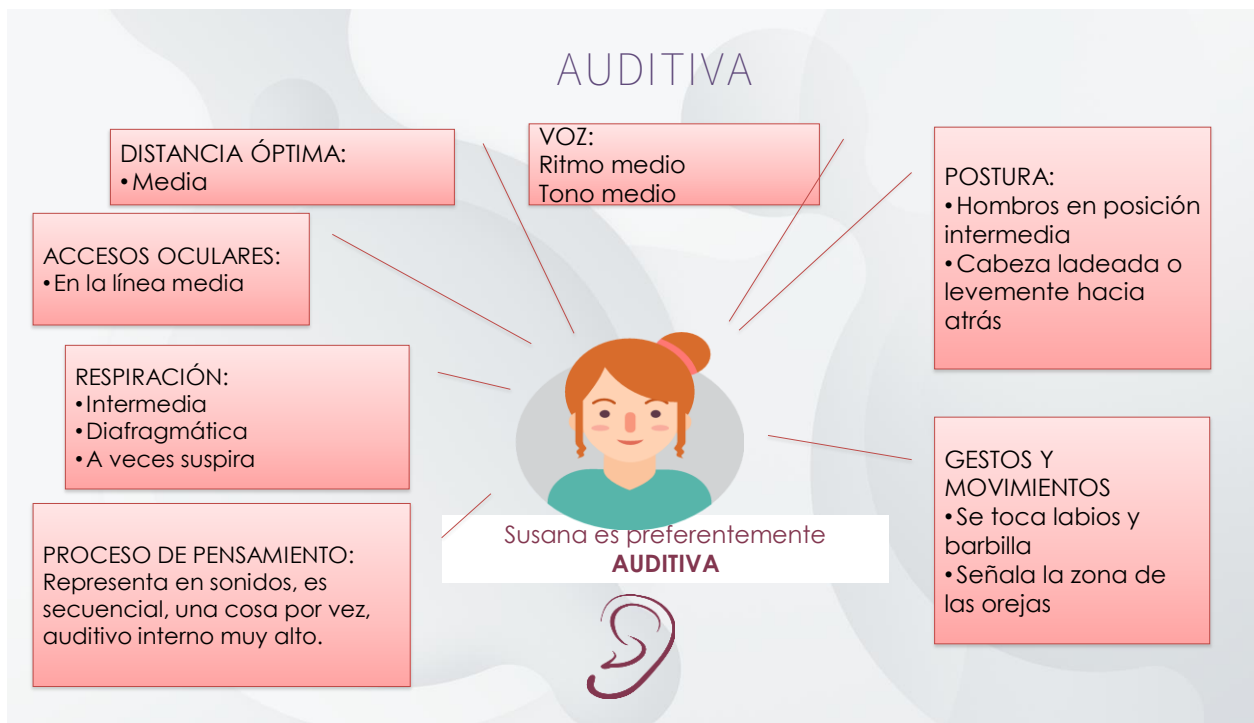 AUDITIVA
DISTANCIA ÓPTIMA:
•Media
VOZ:
Ritmo medio
Tono medio
POSTURA:
•Hombros en posición
intermedia
•Cabeza ladeada o
levemente hacia
atrás
ACCESOS OCULARES:
•En la línea media
RESPIRACIÓN:
•Intermedia
•Diafragmática
•A veces suspira
GESTOS Y
MOVIMIENTOS
•Se toca labios y
barbilla
•Señala la zona de
las orejas
PROCESO DE PENSAMIENTO:
Representa en sonidos, es
secuencial, una cosa por vez,
auditivo interno muy alto.
Susana es preferentemente
AUDITIVA